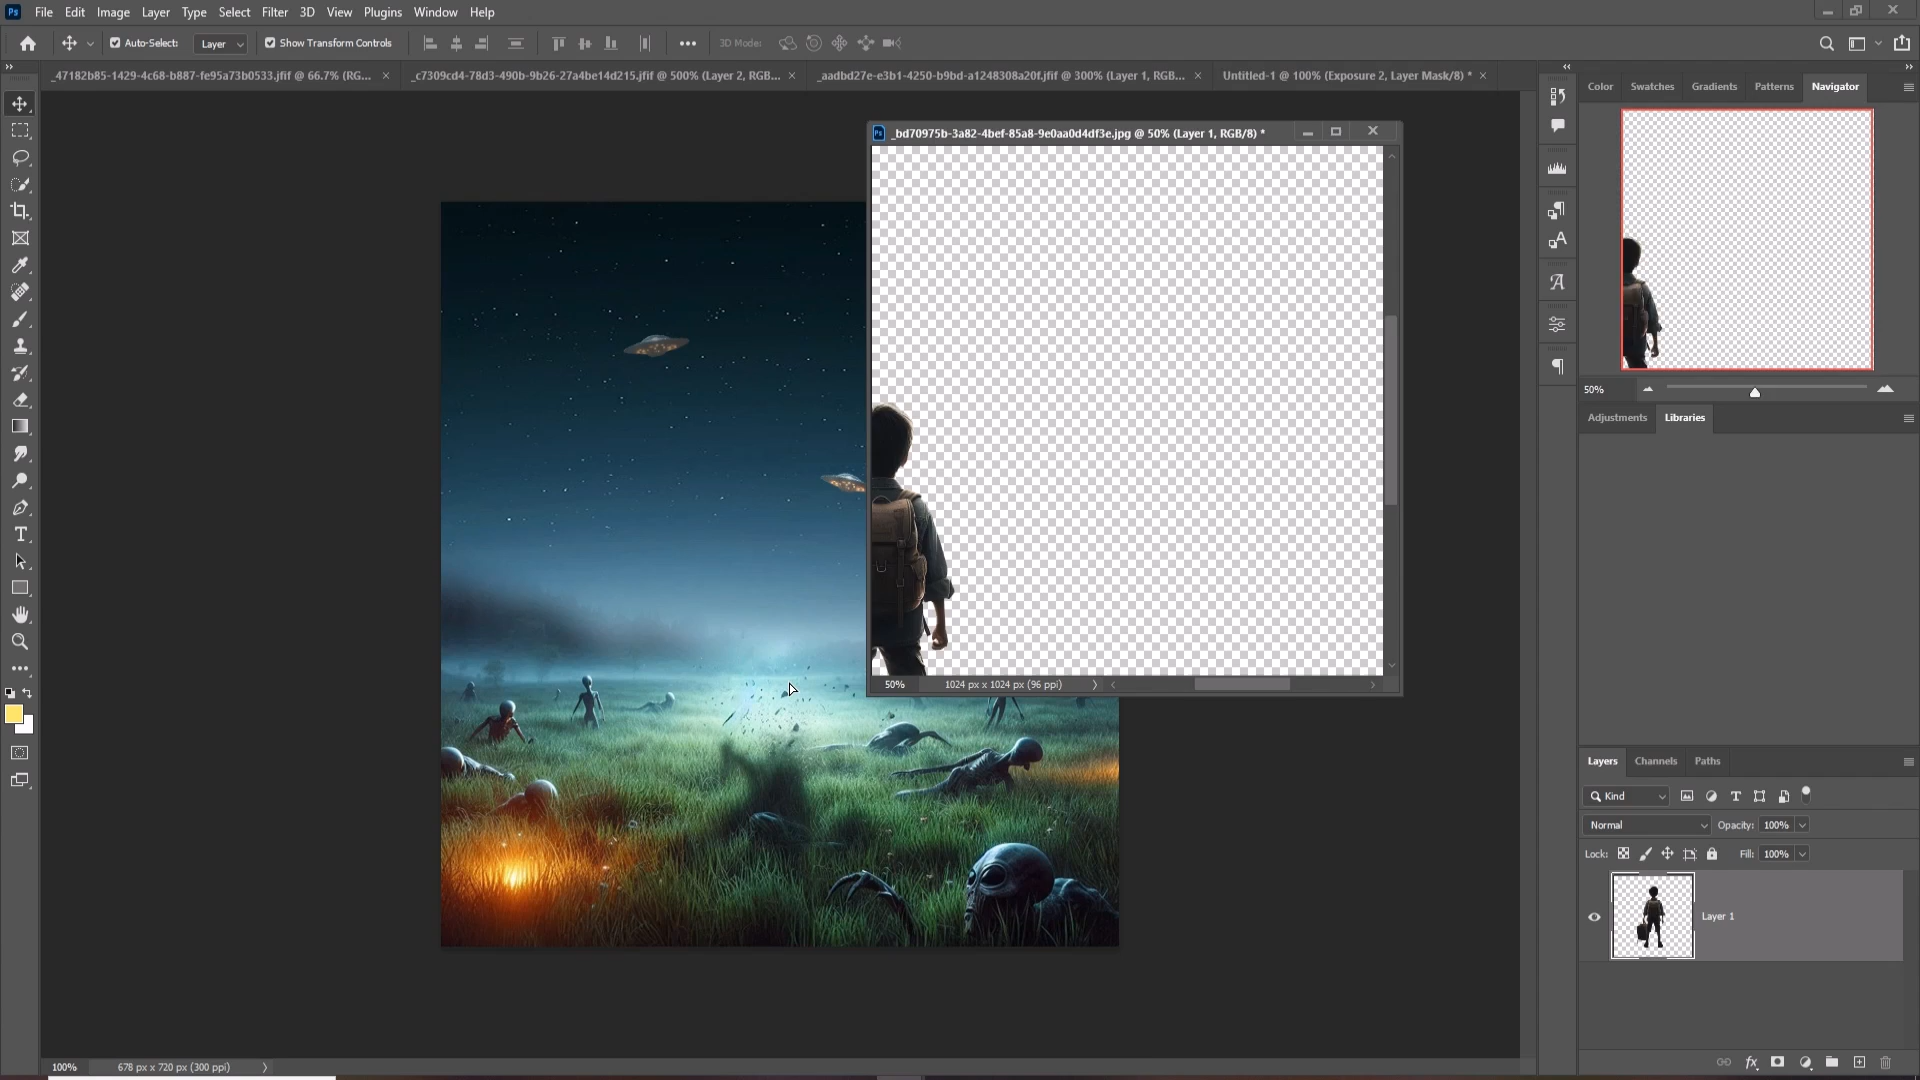 Ps File Edit Image Layer Type Select Filter 3D View Plugins Window Help
Auto-Select: Layer Show Transform Controls 3D Mode:
_47182b85-1429-4c68-b887-fe95a73b0533.jfif @ 66.7% (RG... _c7309cd4-78d3-490b-9b26-27a4be14d215.jfif @ 500% (Layer 2, RGB... _aadbd27e-e3b1-4250-b9bd-a1248308a20f.jfif @ 300% (Layer 1, RGB... Untitled-1 @ 100% (Exposure 2, Layer Mask/8) *
Color Swatches Gradients Patterns Navigator
Ps _bd70975b-3a82-4bef-85a8-9e0aa0d4df3e.jpg @ 50% (Layer 1, RGB/8) *
50%
Adjustments Libraries
50% 1024 px x 1024 px (96 ppi)
Layers Channels Paths
Kind
Normal Opacity: 100%
Lock: Fill: 100%
Layer 1
100% 678 px x 720 px (300 ppi)